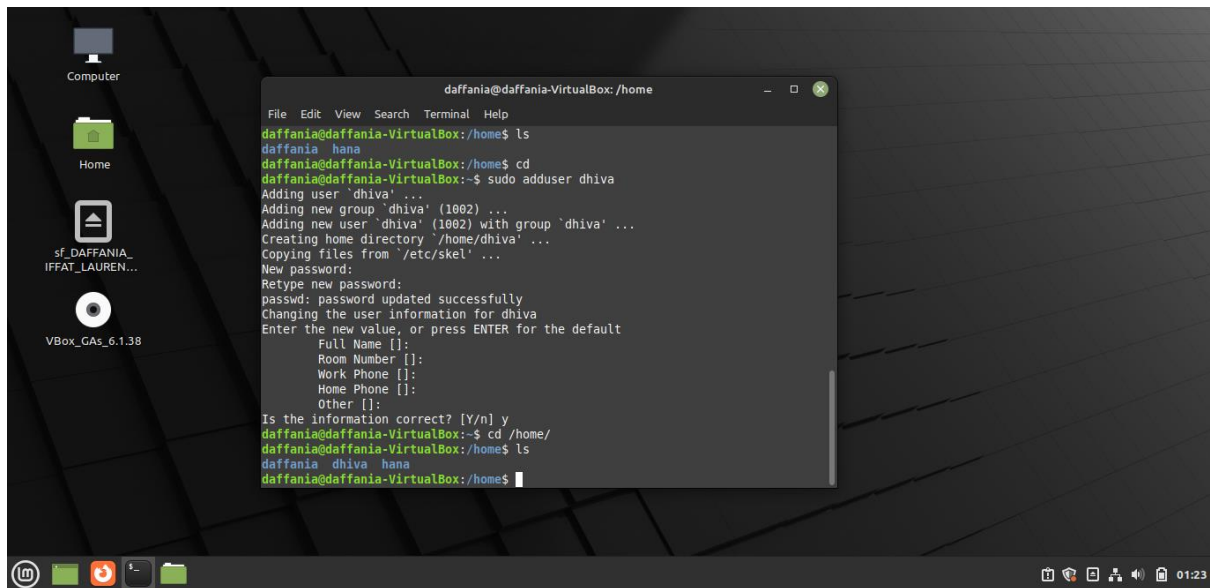 Computer
Home
sf_DAFFANIA_
IFFAT_LAUREN...
VBox_GAs_6.1.38
daffania@daffania-VirtualBox: /home
File Edit View Search Terminal Help
daffania@daffania-VirtualBox:/home$ ls
daffania hana
daffania@daffania-VirtualBox:/home$ cd
daffania@daffania-VirtualBox:~$ sudo adduser dhiva
Adding user `dhiva' ...
Adding new group `dhiva' (1002) ...
Adding new user `dhiva' (1002) with group `dhiva' ...
Creating home directory `/home/dhiva' ...
Copying files from `/etc/skel' ...
New password:
Retype new password:
passwd: password updated successfully
Changing the user information for dhiva
Enter the new value, or press ENTER for the default
Full Name []:
Room Number []:
Work Phone []:
Home Phone []:
Other []:
Is the information correct? [Y/n] y
daffania@daffania-VirtualBox:~$ cd /home/
daffania@daffania-VirtualBox:/home$ ls
daffania dhiva hana
daffania@daffania-VirtualBox:/home$
01:23